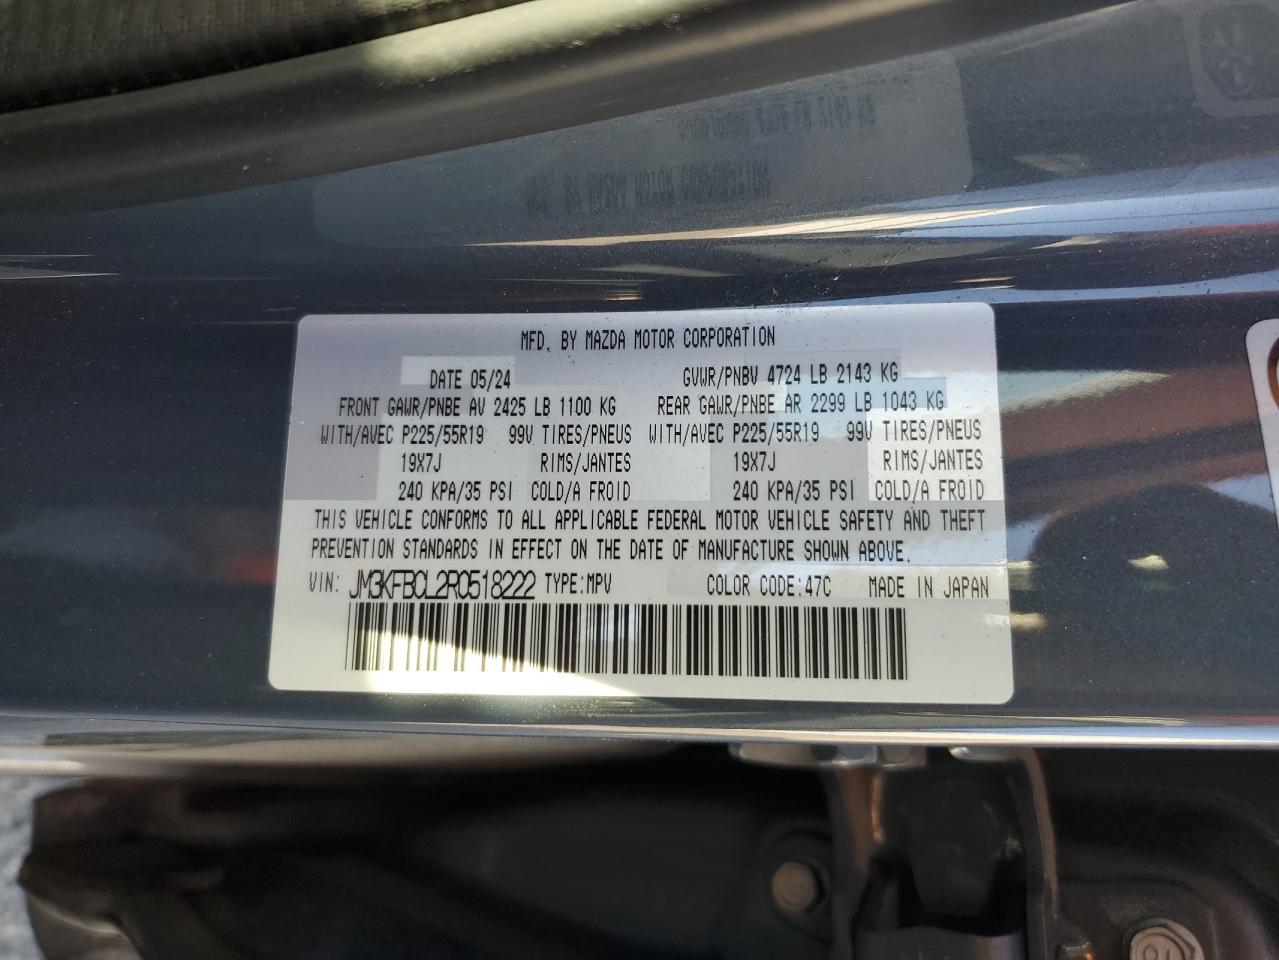 MFD. BY MAZDA MOTOR CORPORATION
DATE 05/24 GVWR/PNBV 4724 LB 2143 KG
FRONT GAWR/PNBE AV 2425 LB 1100 KG REAR GAWR/PNBE AR 2299 LB 1043 KG
WITH/AVEC P225/55R19 99V TIRES/PNEUS WITH/AVEC P225/55R19 99V TIRES/PNEUS
19X7J RIMS/JANTES 19X7J RIMS/JANTES
240 KPA/35 PSI COLD/A FROID 240 KPA/35 PSI COLD/A FROID
THIS VEHICLE CONFORMS TO ALL APPLICABLE FEDERAL MOTOR VEHICLE SAFETY AND THEFT
PREVENTION STANDARDS IN EFFECT ON THE DATE OF MANUFACTURE SHOWN ABOVE.
VIN: JM3KFBCL2R0518222 TYPE:MPV COLOR CODE:47C MADE IN JAPAN